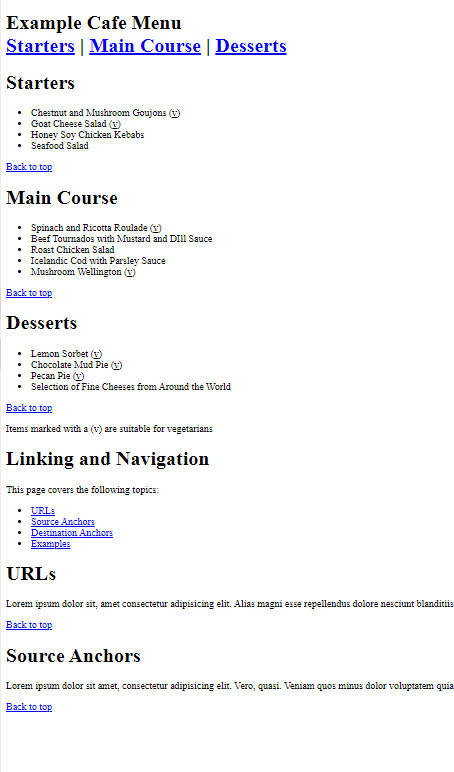 Example Cafe Menu
Starters | Main Course | Desserts
Starters
Chestnut and Mushroom Goujons (v)
Goat Cheese Salad (v)
Honey Soy Chicken Kebabs
Seafood Salad
Back to top
Main Course
Spinach and Ricotta Roulade (v)
Beef Tournados with Mustard and DIll Sauce
Roast Chicken Salad
Icelandic Cod with Parsley Sauce
Mushroom Wellington (v)
Back to top
Desserts
Lemon Sorbet (v)
Chocolate Mud Pie (v)
Pecan Pie (v)
Selection of Fine Cheeses from Around the World
Back to top
Items marked with a (v) are suitable for vegetarians
Linking and Navigation
This page covers the following topics:
URLs
Source Anchors
Destination Anchors
Examples
URLs
Lorem ipsum dolor sit, amet consectetur adipisicing elit. Alias magni esse repellendus dolore nesciunt blanditiis
Back to top
Source Anchors
Lorem ipsum dolor sit amet, consectetur adipisicing elit. Vero, quasi. Veniam quos minus dolor voluptatem quia
Back to top